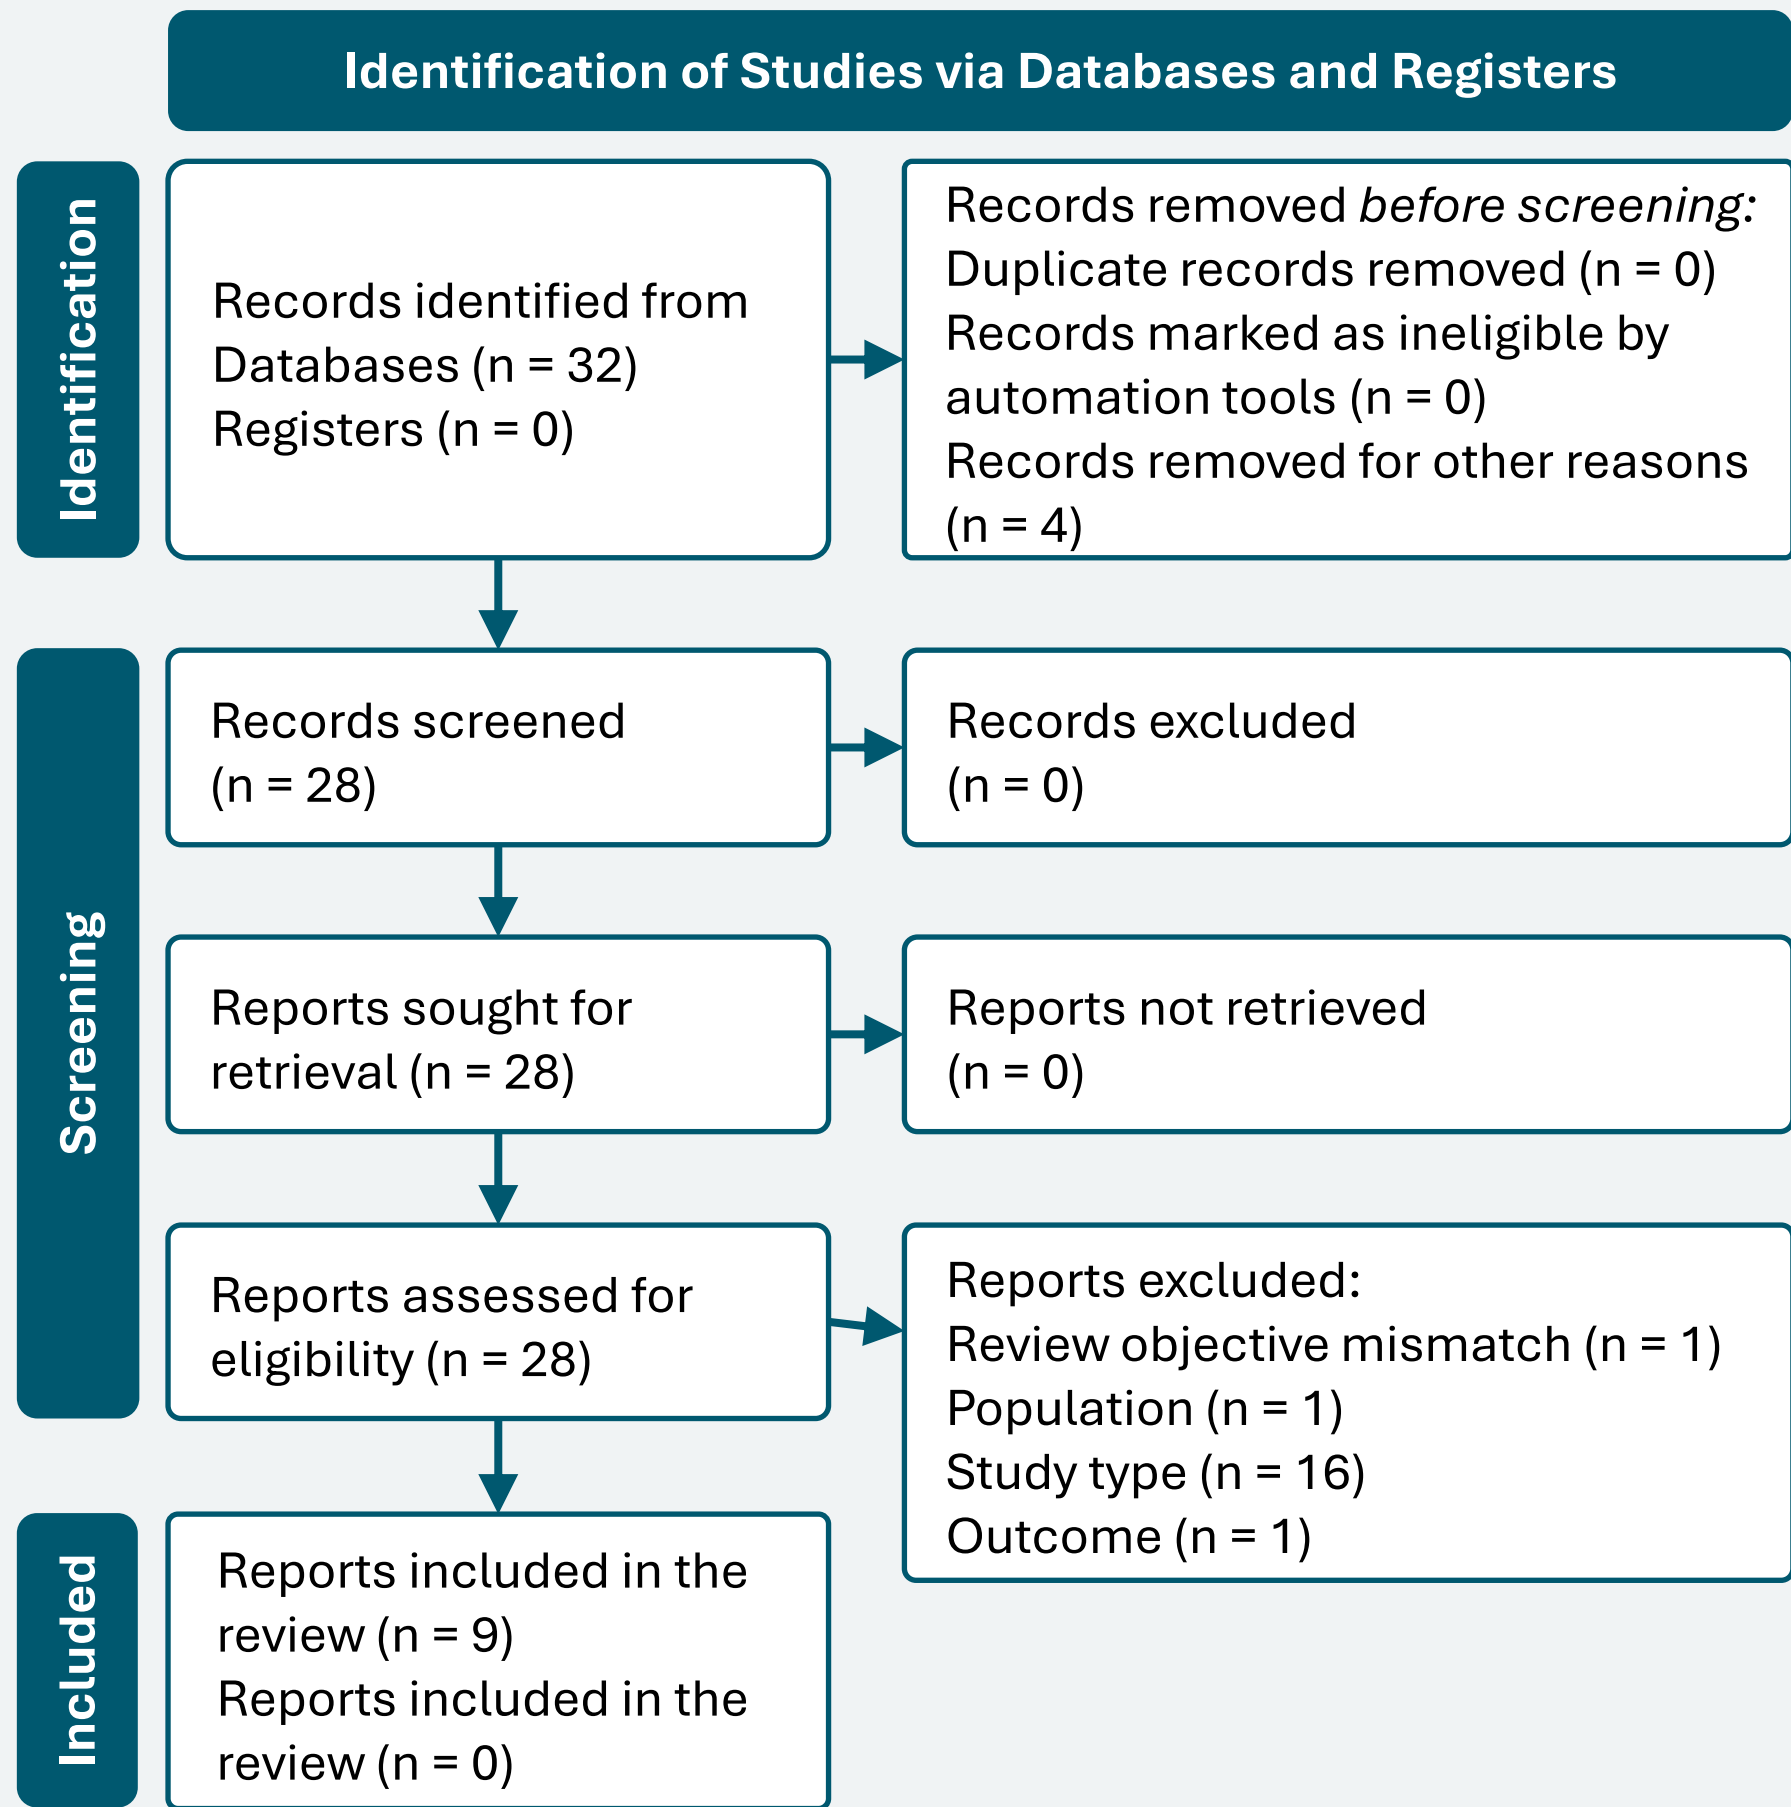 Identification of Studies via Databases and Registers
Identification
Records identified from
Databases (n = 32)
Registers (n = 0)
Records removed before screening:
Duplicate records removed (n = 0)
Records marked as ineligible by
automation tools (n = 0)
Records removed for other reasons
(n = 4)
Screening
Records screened
(n = 28)
Records excluded
(n = 0)
Reports sought for
retrieval (n = 28)
Reports not retrieved
(n = 0)
Reports assessed for
eligibility (n = 28)
Reports excluded:
Review objective mismatch (n = 1)
Population (n = 1)
Study type (n = 16)
Outcome (n = 1)
Included
Reports included in the
review (n = 9)
Reports included in the
review (n = 0)